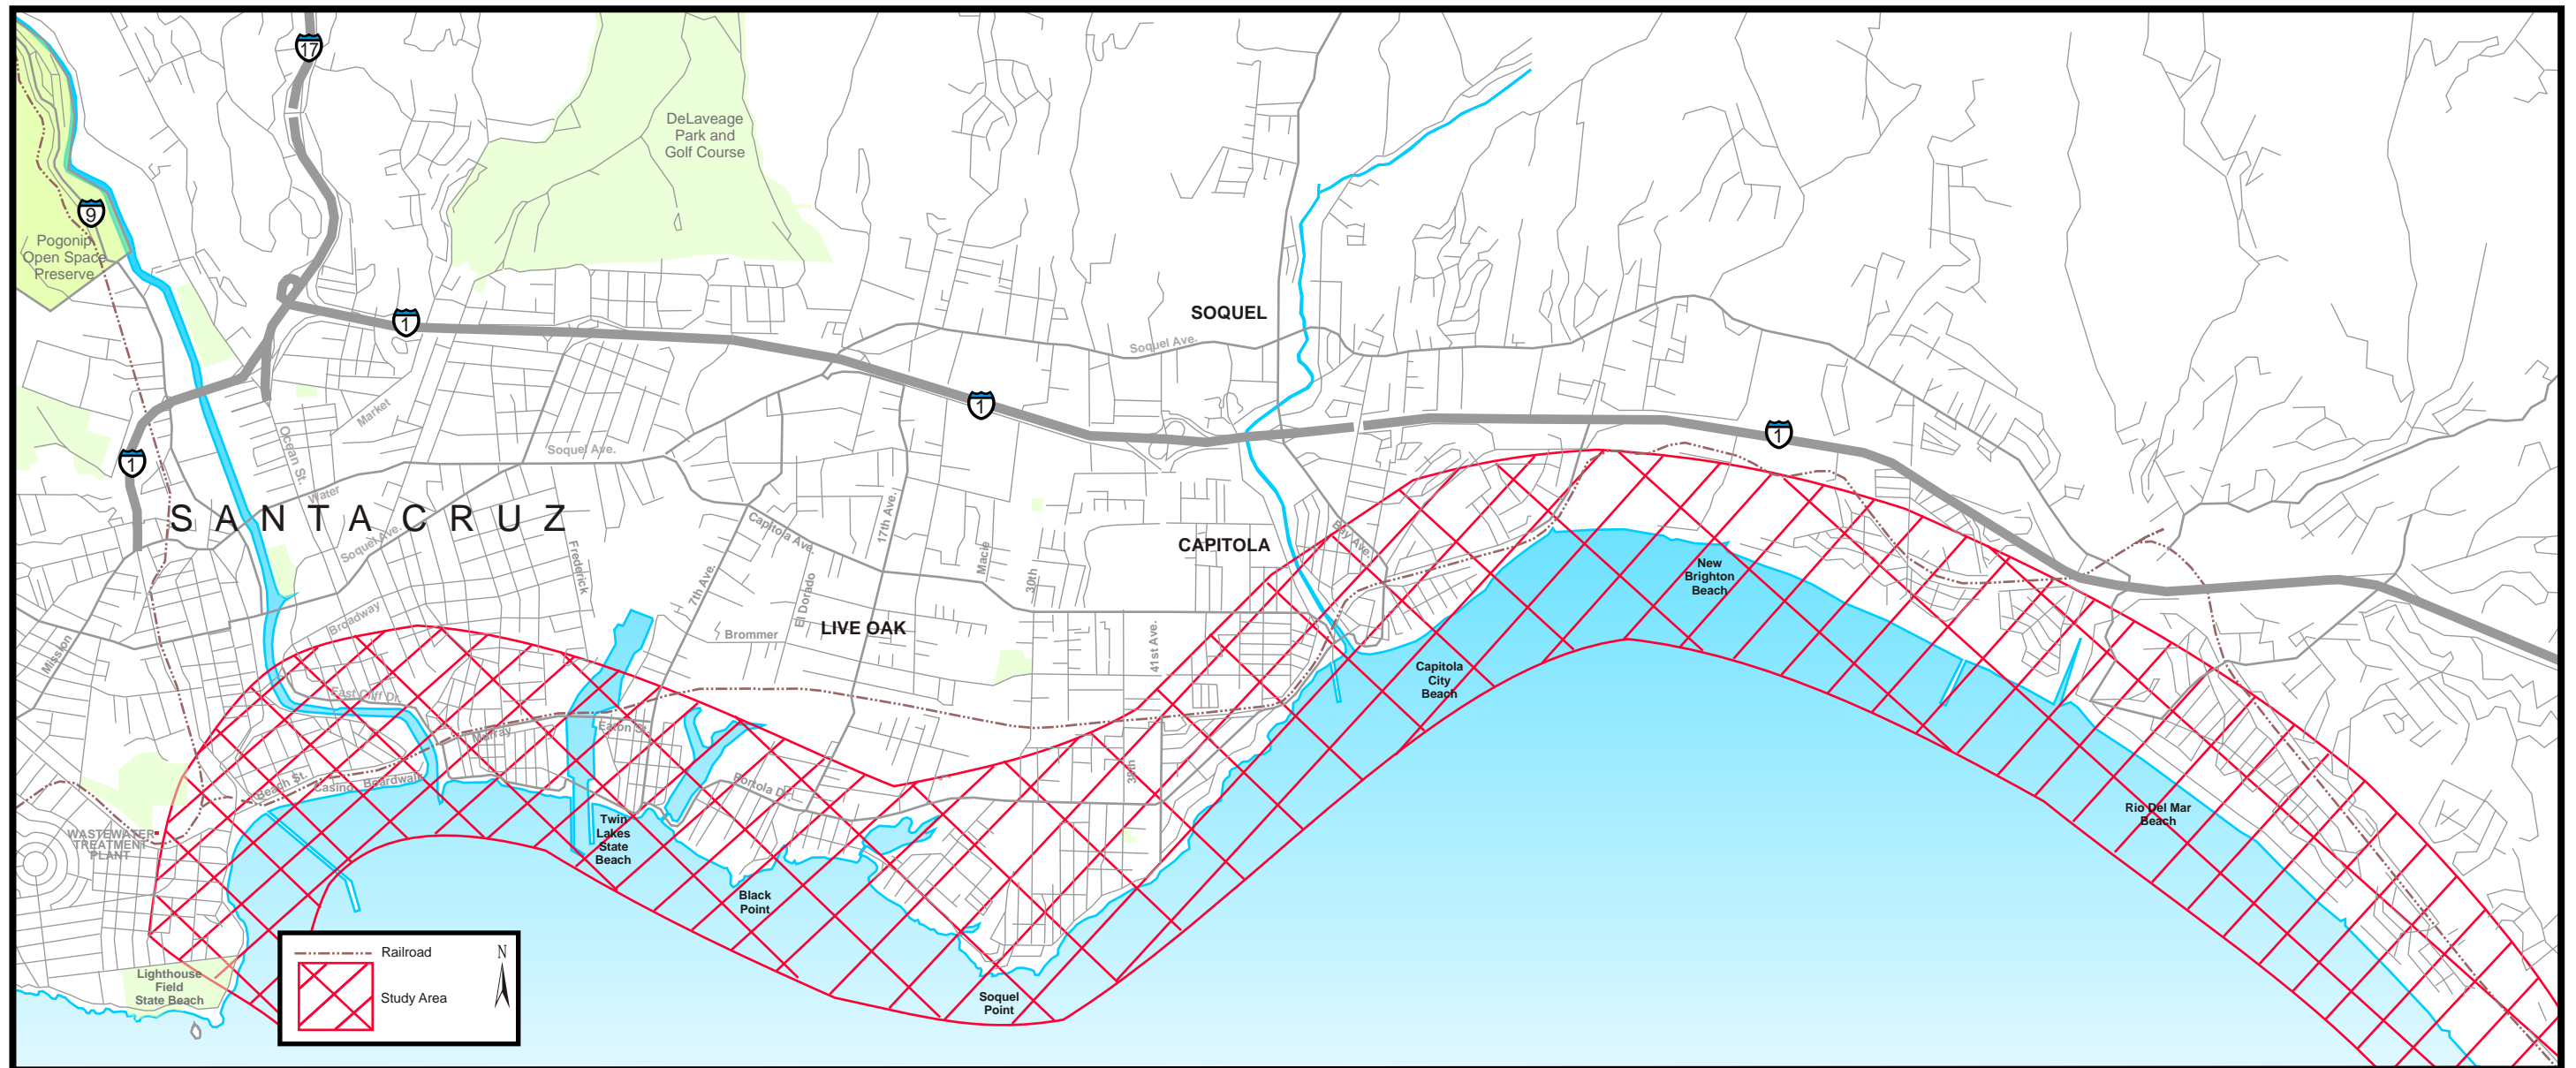 17
DeLaveage
Park and
Golf Course
9
Pogonip
Open Space
Preserve
1
SOQUEL
Soquel Ave.
1
Market
1
Ocean St.
Soquel Ave.
1
Water
SANTA CRUZ
Soquel Ave.
Frederick
Capitola Ave.
17th Ave.
Macie
30th
CAPITOLA
Bay Ave.
New
Brighton
Beach
7th Ave.
El Dorado
Broadway
Brommer
LIVE OAK
41st Ave.
Mission
Capitola
City
Beach
East Cliff Dr.
Murray
Eaton St.
Beach St.
Casino
Boardwalk
Portola Dr.
38th
Rio Del Mar
Beach
WASTEWATER
TREATMENT
PLANT
Twin
Lakes
State
Beach
Black
Point
Lighthouse
Field
State Beach
Soquel
Point
Railroad
N
Study Area